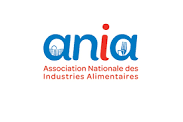 ania
Association Nationale des
Industries Alimentaires